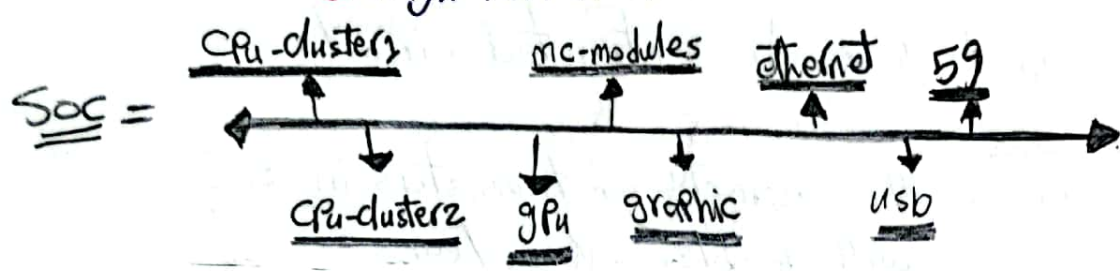 CPu-cluster1 mc-modules ethernet 5g
SoC =
CPu-cluster2 gPu graphic usb